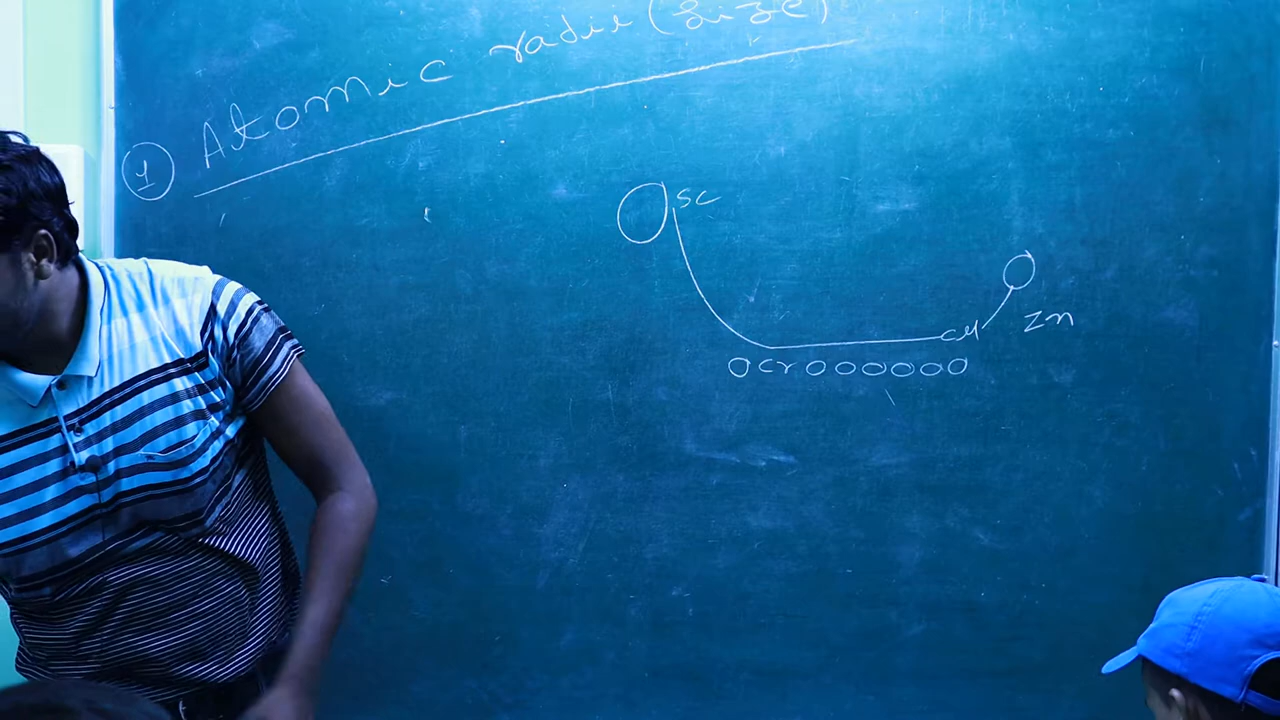 ① Atomic radii (size)
Sc
Cu
Zn
Cr